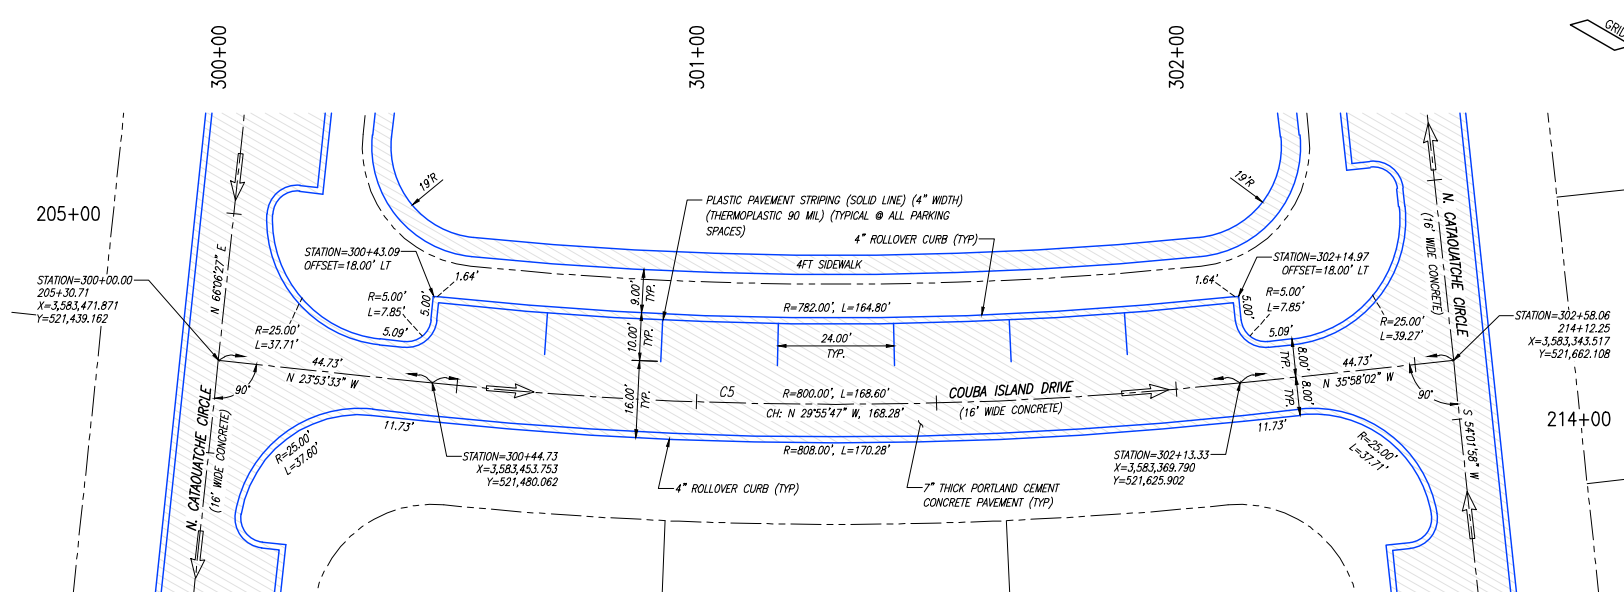 300+00
301+00
302+00
GRID
205+00
214+00
N 66°06'27" E
19'R
19'R
PLASTIC PAVEMENT STRIPING (SOLID LINE) (4" WIDTH)
(THERMOPLASTIC 90 MIL) (TYPICAL @ ALL PARKING
SPACES)
4" ROLLOVER CURB (TYP)
4FT SIDEWALK
STATION=300+43.09
OFFSET=18.00' LT
1.64'
STATION=302+14.97
OFFSET=18.00' LT
1.64'
STATION=300+00.00
205+30.71
X=3,583,471.871
Y=521,439.162
R=5.00'
L=7.85'
5.00'
5.09'
R=25.00'
L=37.71'
9.00'
TYP.
10.00'
TYP.
16.00'
TYP.
R=782.00', L=164.80'
24.00'
TYP.
R=5.00'
L=7.85'
5.00'
5.09'
R=25.00'
L=39.27'
8.00'
TYP.
8.00'
TYP.
N. CATAOUATCHE CIRCLE
(16' WIDE CONCRETE)
STATION=302+58.06
214+12.25
X=3,583,343.517
Y=521,662.108
44.73'
N 23°53'33" W
90°
C5
R=800.00', L=168.60'
CH: N 29°55'47" W, 168.28'
COUBA ISLAND DRIVE
(16' WIDE CONCRETE)
44.73'
N 35°58'02" W
90°
S 54°01'58" W
N. CATAOUATCHE CIRCLE
(16' WIDE CONCRETE)
R=25.00'
L=37.60'
11.73'
STATION=300+44.73
X=3,583,453.753
Y=521,480.062
R=808.00', L=170.28'
4" ROLLOVER CURB (TYP)
7" THICK PORTLAND CEMENT
CONCRETE PAVEMENT (TYP)
STATION=302+13.33
X=3,583,369.790
Y=521,625.902
11.73'
R=25.00'
L=37.71'